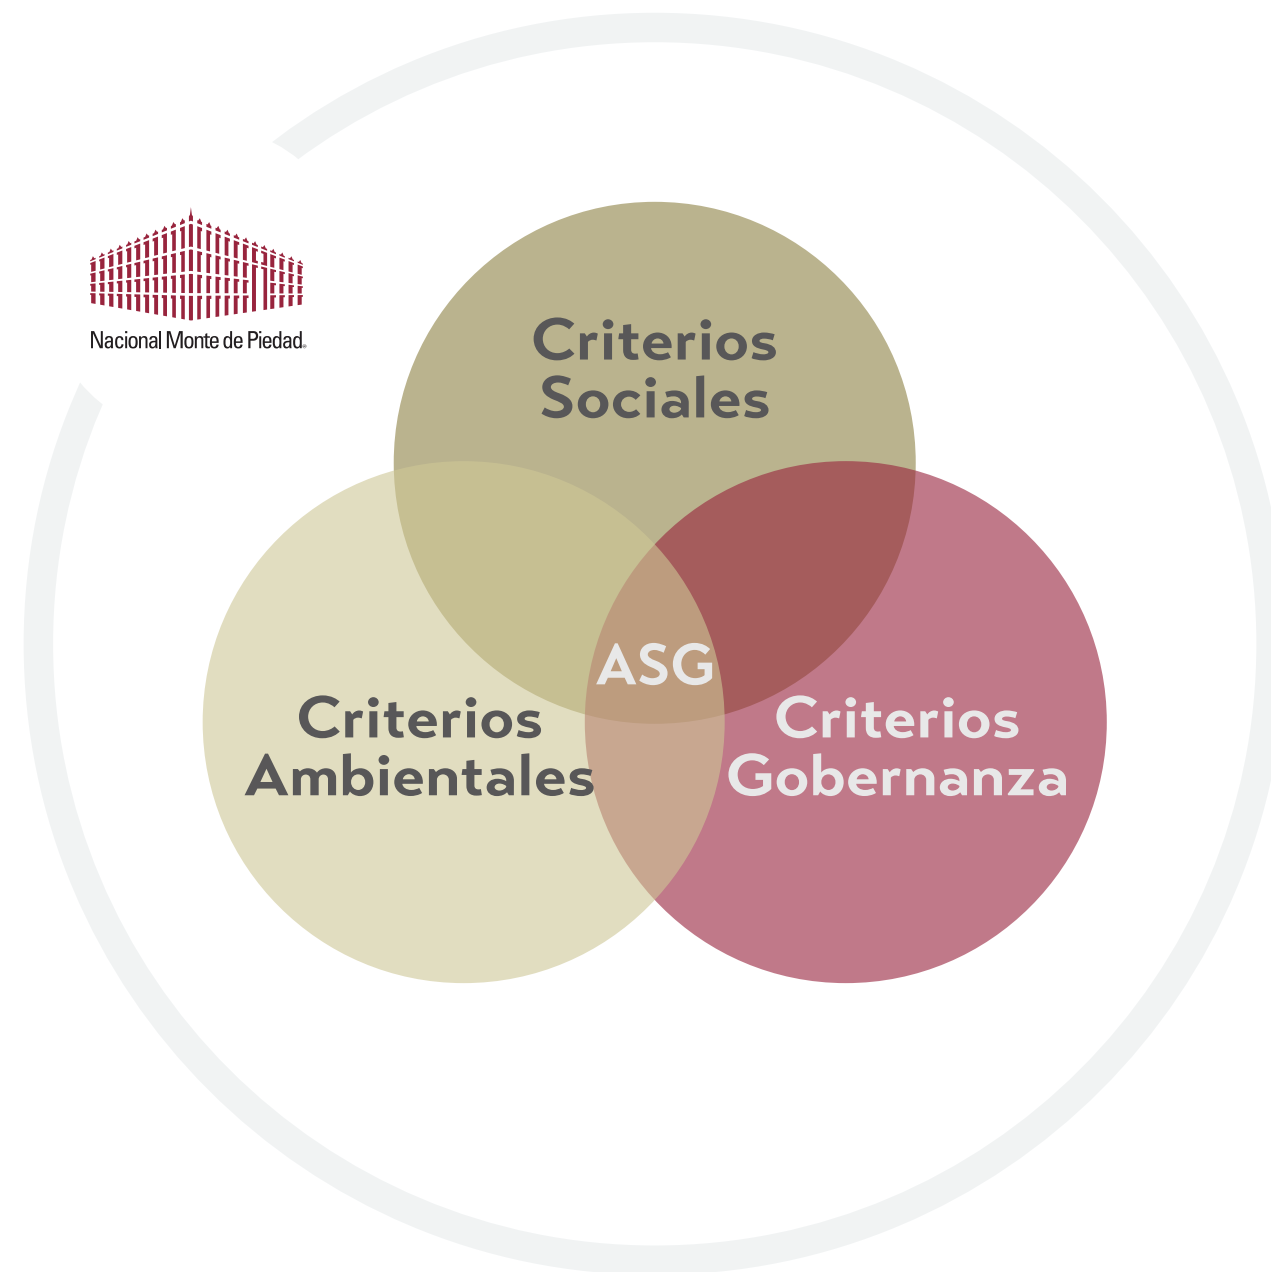 Nacional Monte de Piedad®
Criterios
Sociales
ASG
Criterios
Ambientales
Criterios
Gobernanza